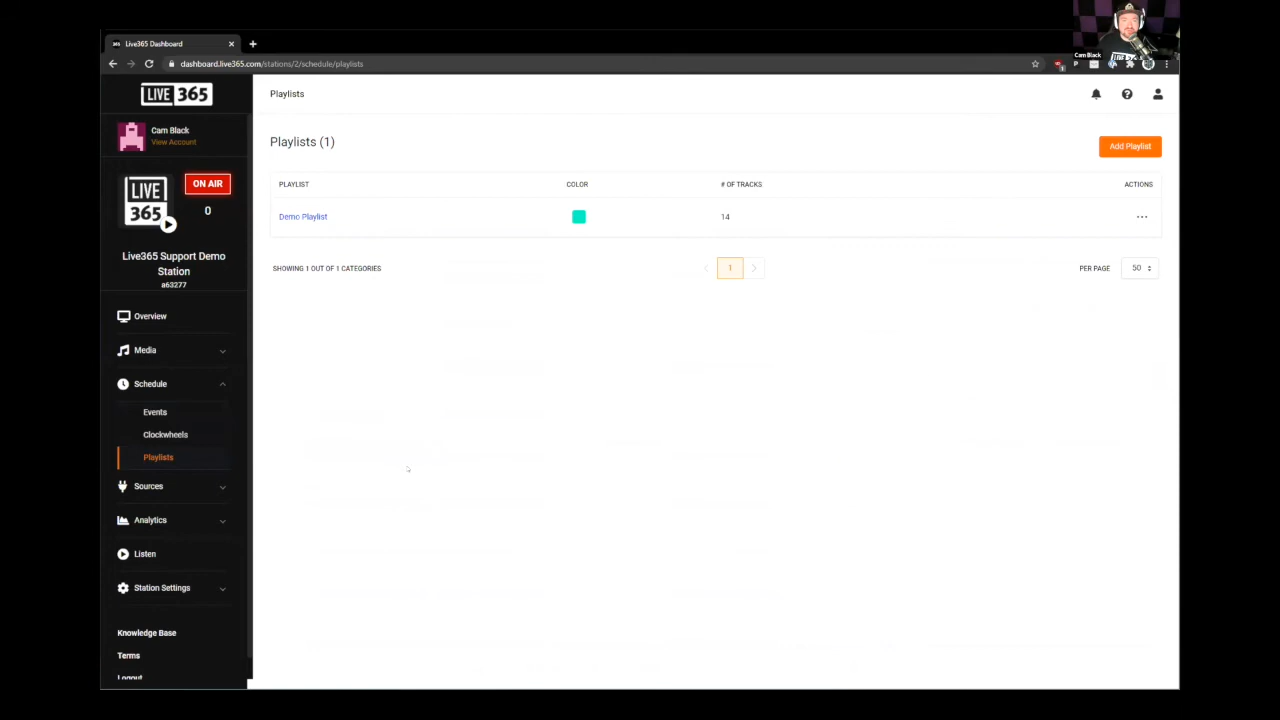 Live365 Dashboard
dashboard.live365.com/stations/2/schedule/playlists
Cam Black
LIVE 365
Playlists
Cam Black
View Account
Playlists (1)
Add Playlist
LIVE
365
ON AIR
0
PLAYLIST
COLOR
# OF TRACKS
ACTIONS
Demo Playlist
14
Live365 Support Demo
Station
a63277
SHOWING 1 OUT OF 1 CATEGORIES
1
PER PAGE
50
Overview
Media
Schedule
Events
Clockwheels
Playlists
Sources
Analytics
Listen
Station Settings
Knowledge Base
Terms
Logout